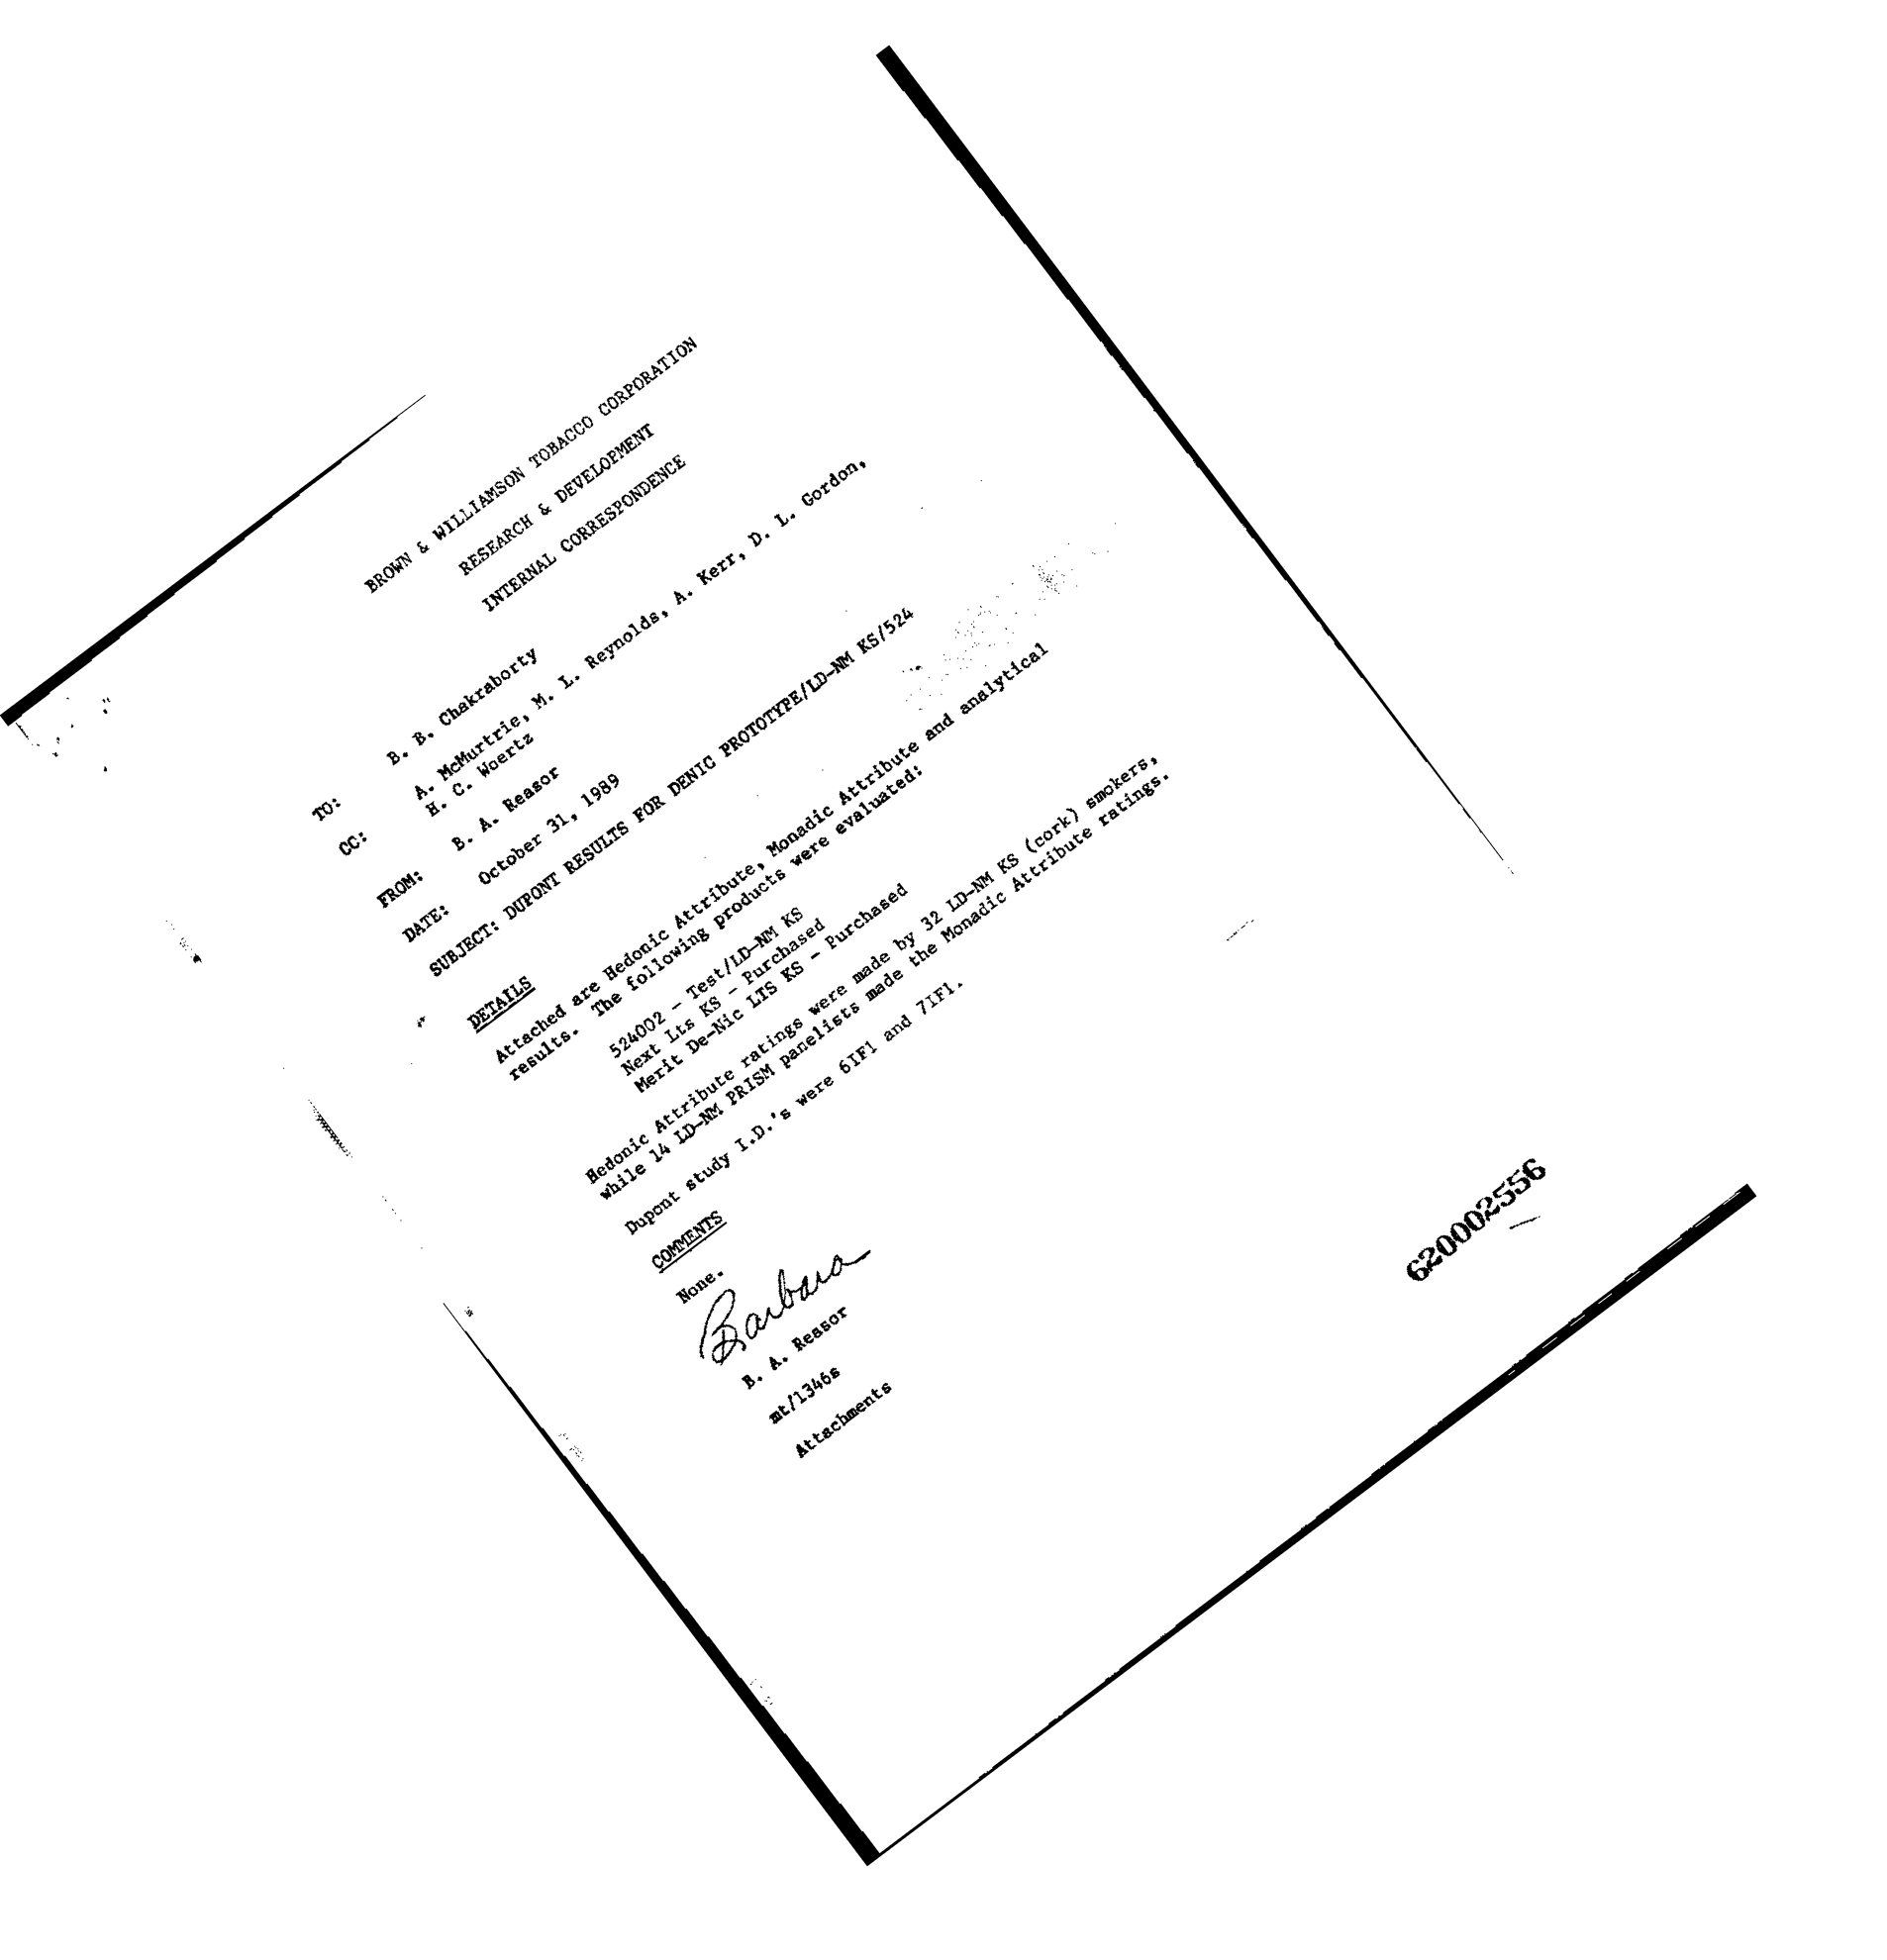 BROWN & WILLIAMSON TOBACCO CORPORATION
RESEARCH & DEVELOPMENT
INTERNAL CORRESPONDENCE
TO: B. B. Chakraborty
CC: A. McMurtrie, M. L. Reynolds, A. Kerr, D. L. Gordon,
H. C. Woertz
FROM: B. A. Reasor
DATE: October 31, 1989
SUBJECT: DUPONT RESULTS FOR DENIC PROTOTYPE/LD-NM KS/524
DETAILS
Attached are Hedonic Attribute, Monadic Attribute and analytical
results. The following products were evaluated:
524002 - Test/LD-NM KS
Next Lts KS - Purchased
Merit De-Nic LTS KS - Purchased
Hedonic Attribute ratings were made by 32 LD-NM KS (cork) smokers,
while 14 LD-NM PRISM panelists made the Monadic Attribute ratings.
Dupont study I.D.'s were 6IF1 and 7IF1.
COMMENTS
None.
Barbara
B. A. Reasor
mt/1346s
Attachments
620002556